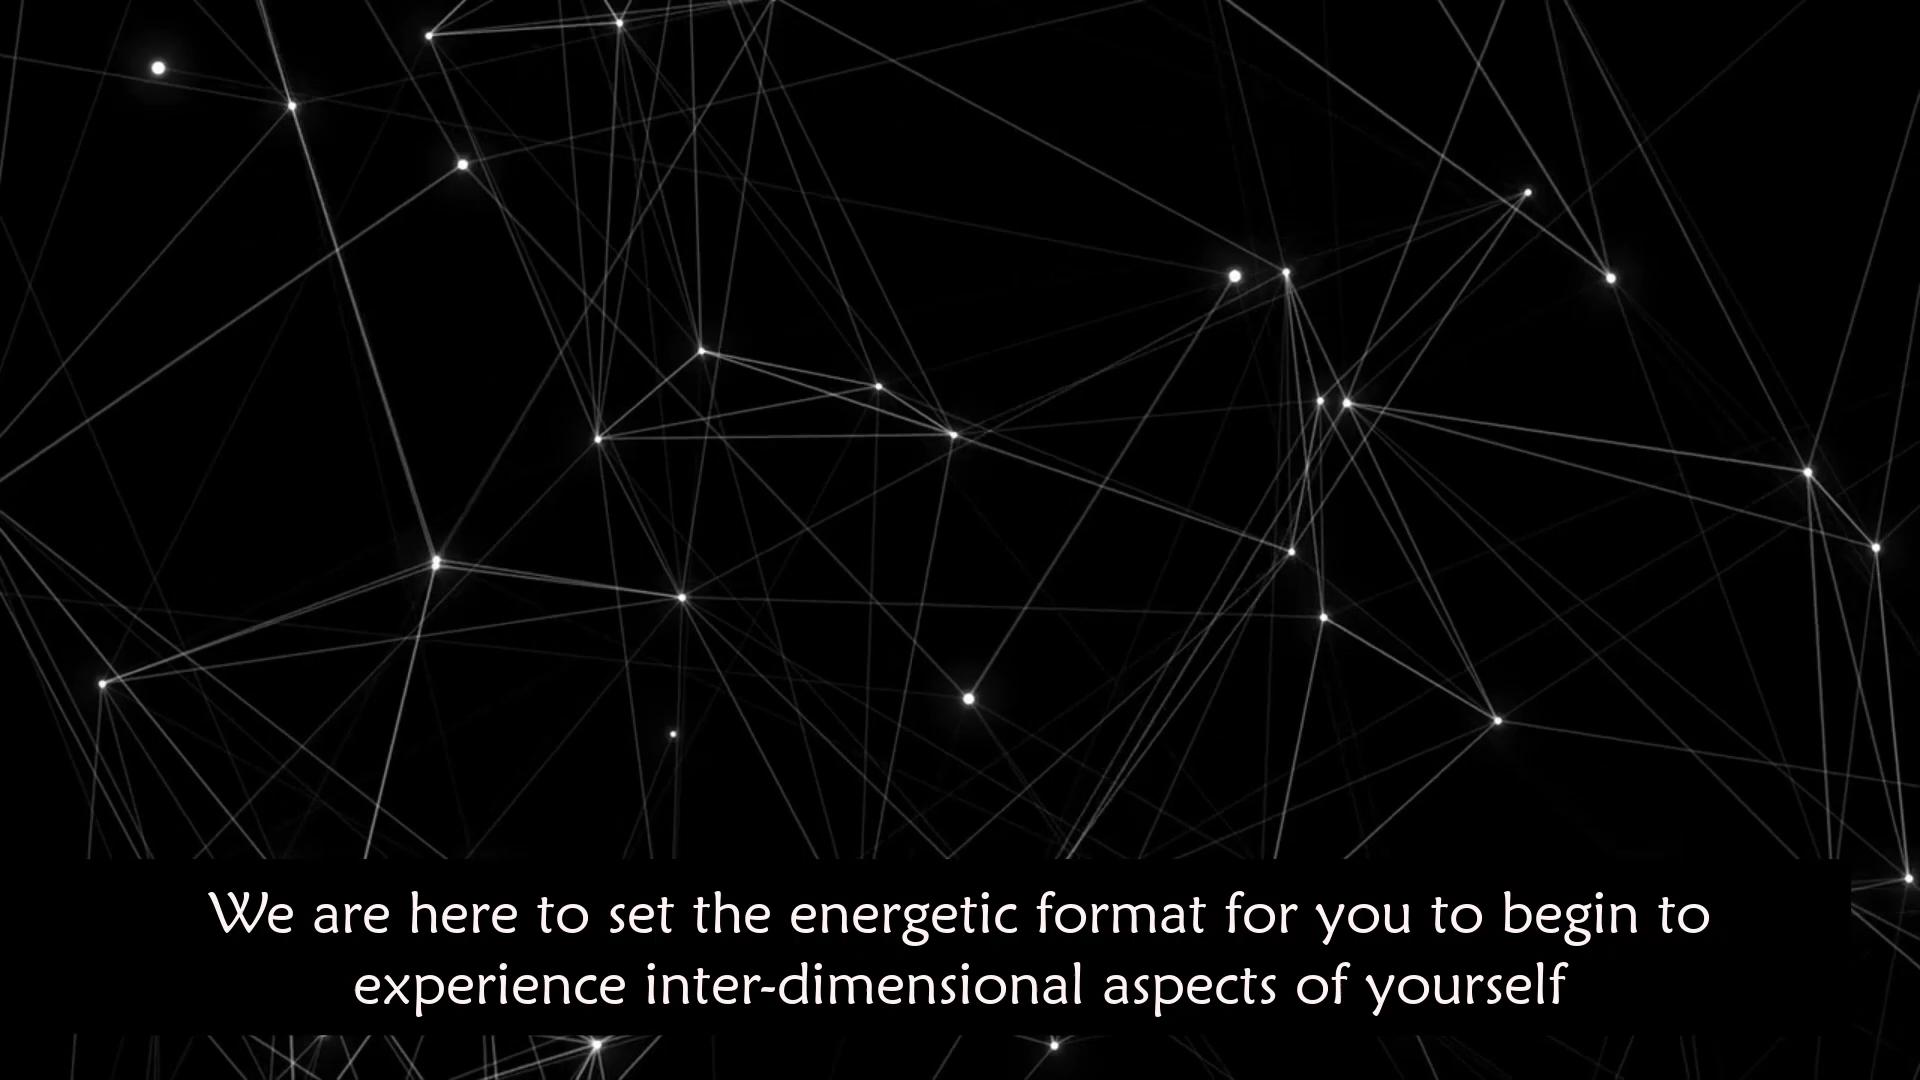 We are here to set the energetic format for you to begin to
experience inter-dimensional aspects of yourself